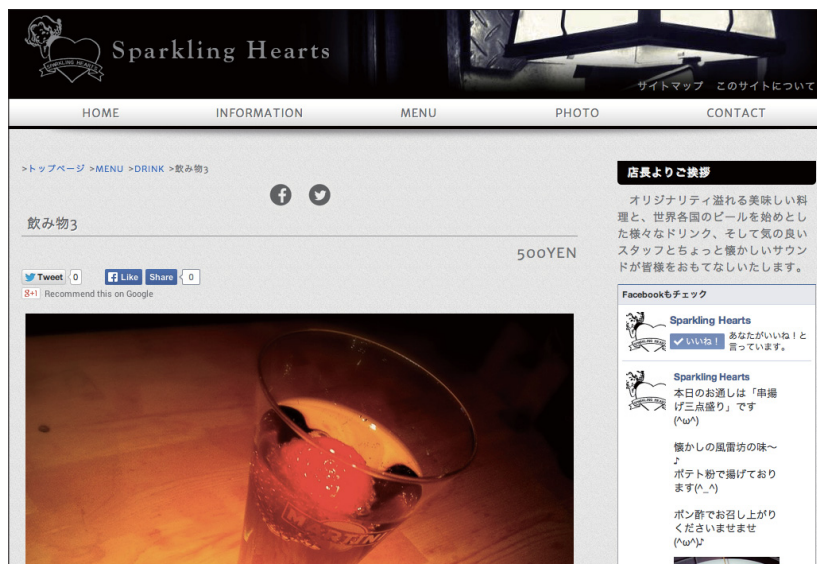 SPARKLING HEARTS
Sparkling Hearts
サイトマップ このサイトについて
HOME INFORMATION MENU PHOTO CONTACT
>トップページ >MENU >DRINK >飲み物3
飲み物3
500YEN
Tweet 0 Like Share 0
g+1 Recommend this on Google
MARTINI
店長よりご挨拶
オリジナリティ溢れる美味しい料
理と、世界各国のビールを始めとし
た様々なドリンク、そして気の良い
スタッフとちょっと懐かしいサウン
ドが皆様をおもてなしいたします。
Facebookもチェック
Sparkling Hearts
いいね！ あなたがいいね！と
言っています。
Sparkling Hearts
本日のお通しは「串揚
げ三点盛り」です
(^ω^)
懐かしの風雷坊の味〜
♪
ポテト粉で揚げており
ます(^_^)
ポン酢でお召し上がり
くださいませませ
(^ω^)♪